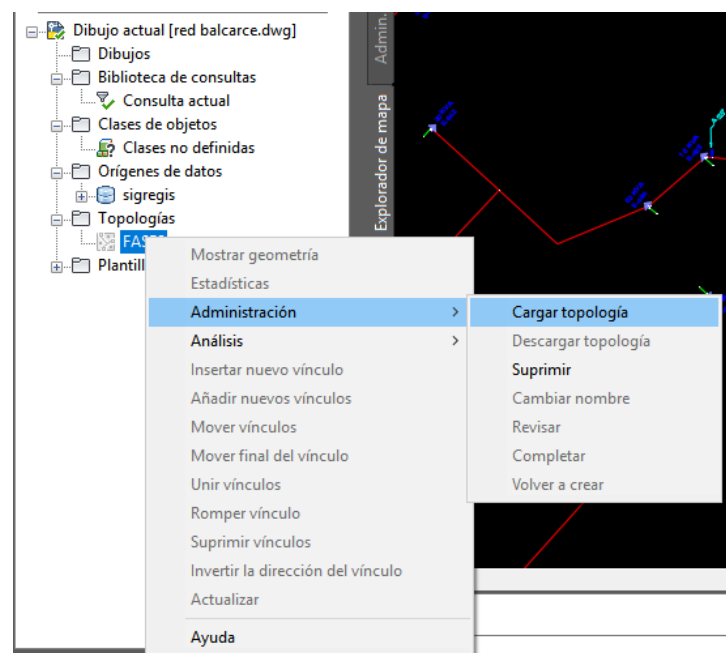 Dibujo actual [red balcarce.dwg]
Dibujos
Biblioteca de consultas
Consulta actual
Clases de objetos
Clases no definidas
Orígenes de datos
sigregis
Topologías
Plantill
Admin.
Explorador de mapa
Mostrar geometría
Estadísticas
Administración
Análisis
Insertar nuevo vínculo
Añadir nuevos vínculos
Mover vínculos
Mover final del vínculo
Unir vínculos
Romper vínculo
Suprimir vínculos
Invertir la dirección del vínculo
Actualizar
Ayuda
Cargar topología
Descargar topología
Suprimir
Cambiar nombre
Revisar
Completar
Volver a crear